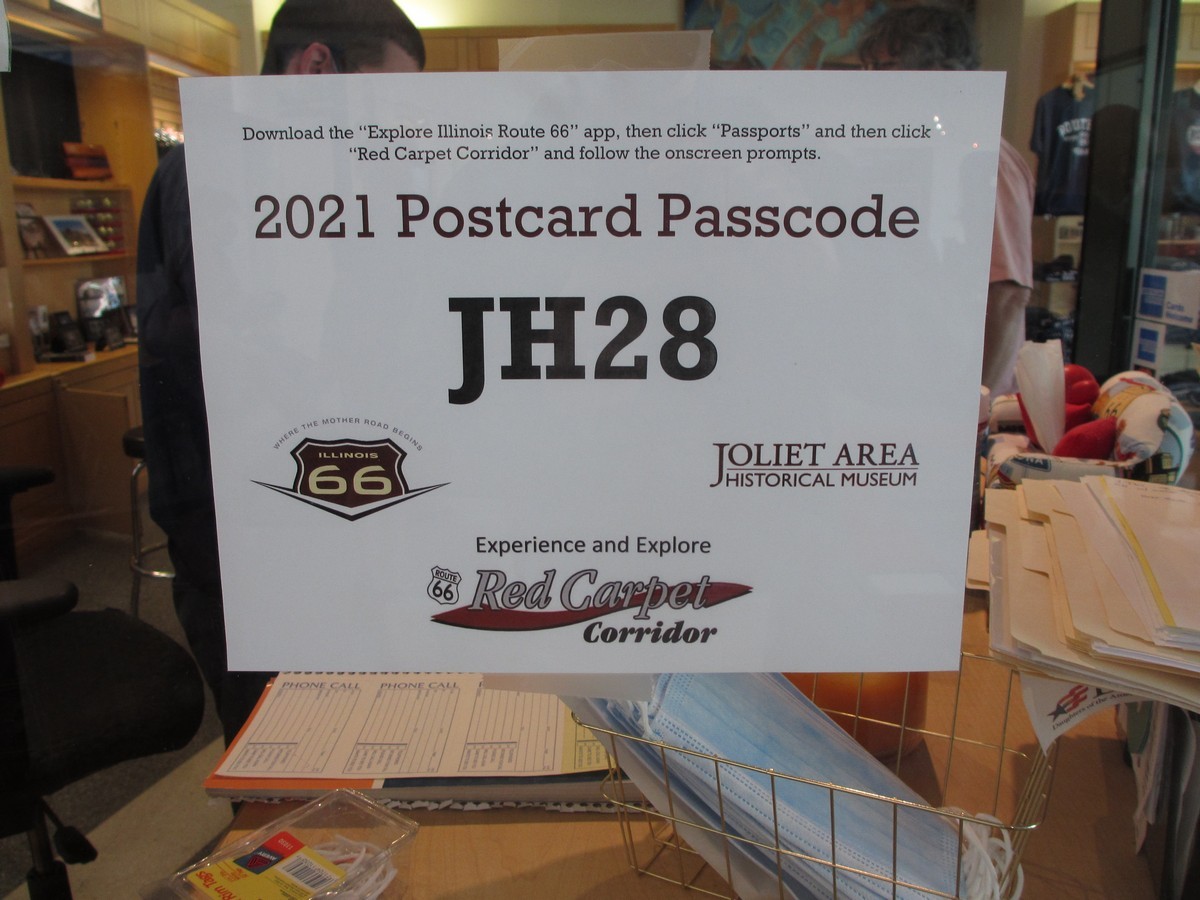 Download the “Explore Illinois Route 66” app, then click “Passports” and then click
“Red Carpet Corridor” and follow the onscreen prompts.
2021 Postcard Passcode
JH28
WHERE THE MOTHER ROAD BEGINS
ILLINOIS
66
JOLIET AREA
HISTORICAL MUSEUM
Experience and Explore
ROUTE
66
Red Carpet
Corridor
PHONE CALL
PHONE CALL